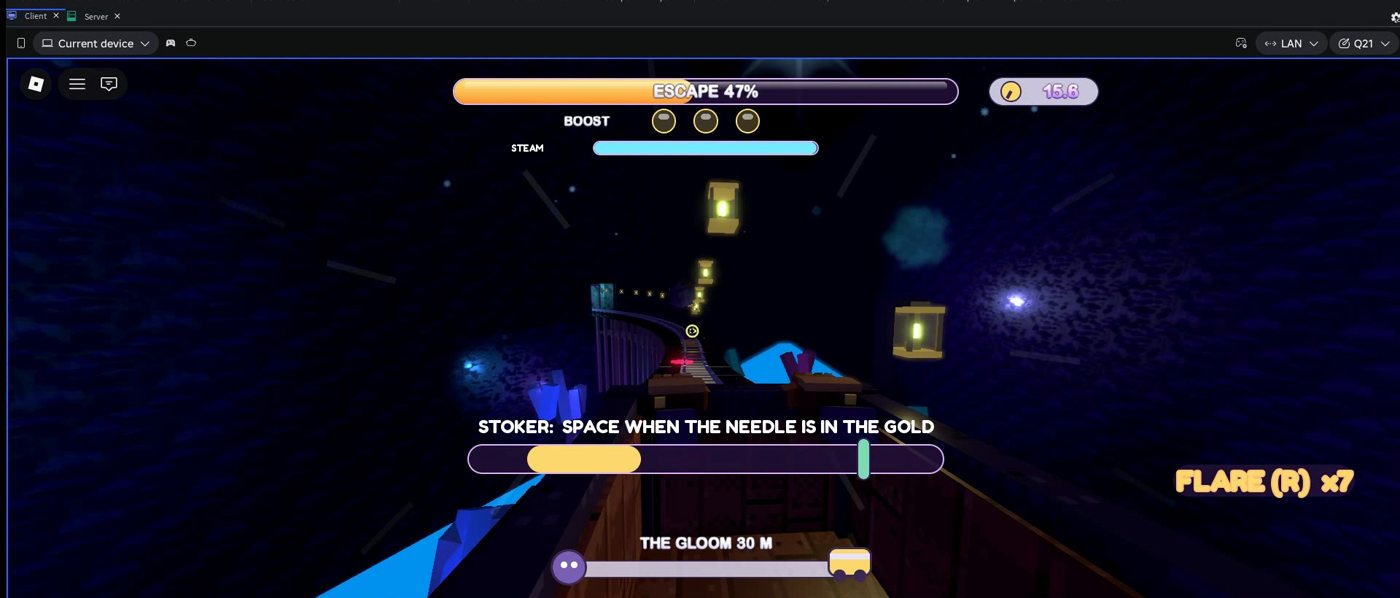 Client
Server
Current device
LAN
Q21
ESCAPE 47%
15.6
BOOST
STEAM
STOKER: SPACE WHEN THE NEEDLE IS IN THE GOLD
FLARE (R) x7
THE GLOOM 30 M